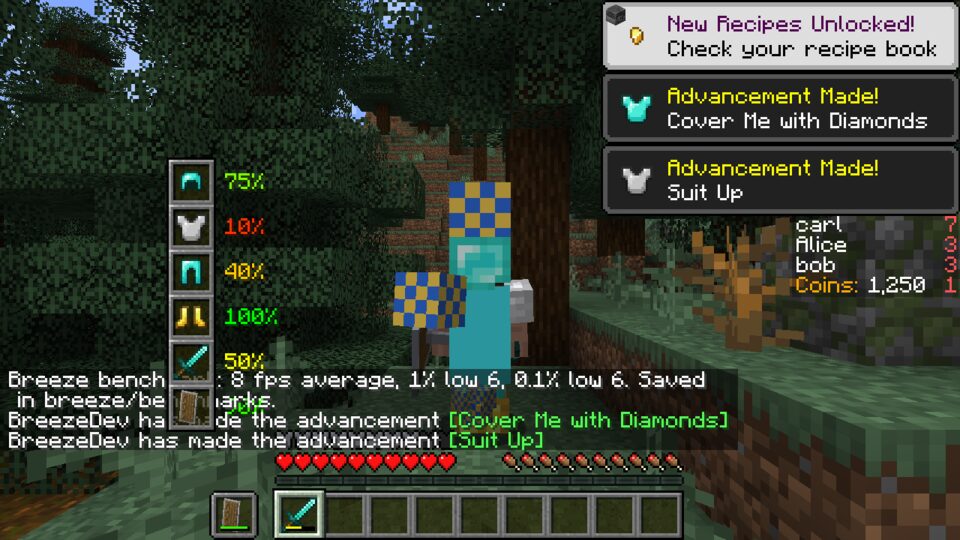 New Recipes Unlocked!
Check your recipe book
Advancement Made!
Cover Me with Diamonds
Advancement Made!
Suit Up
75%
10%
40%
100%
50%
carl 7
Alice 3
bob 3
Coins: 1,250 1
Breeze bench : 8 fps average, 1% low 6, 0.1% low 6. Saved
in breeze/be marks.
BreezeDev ha de the advancement [Cover Me with Diamonds]
BreezeDev has made the advancement [Suit Up]